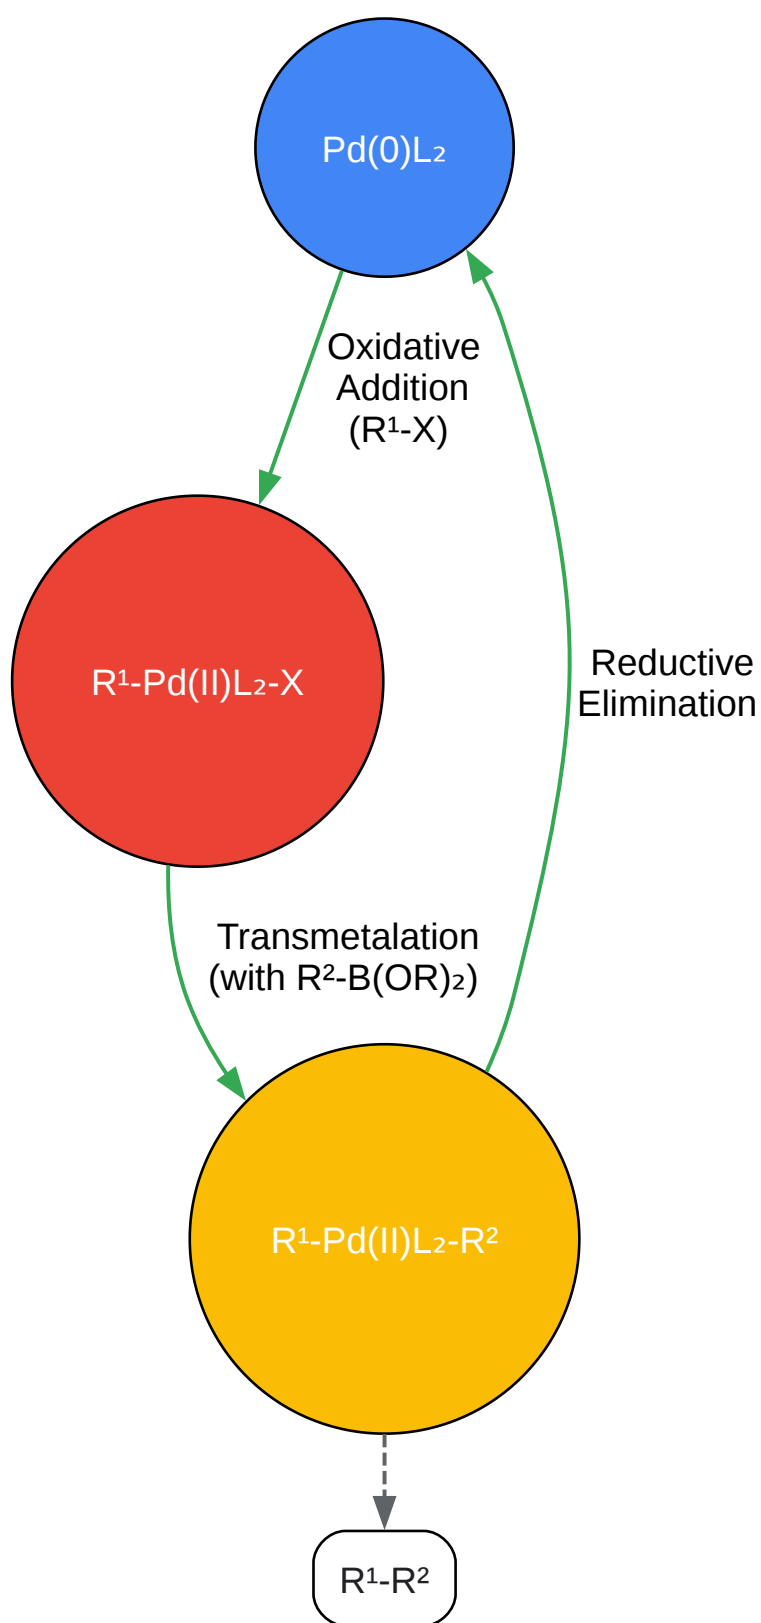 Pd(0)L₂
Oxidative
Addition
(R¹-X)
R¹-Pd(II)L₂-X
Reductive
Elimination
Transmetalation
(with R²-B(OR)₂)
R¹-Pd(II)L₂-R²
R¹-R²